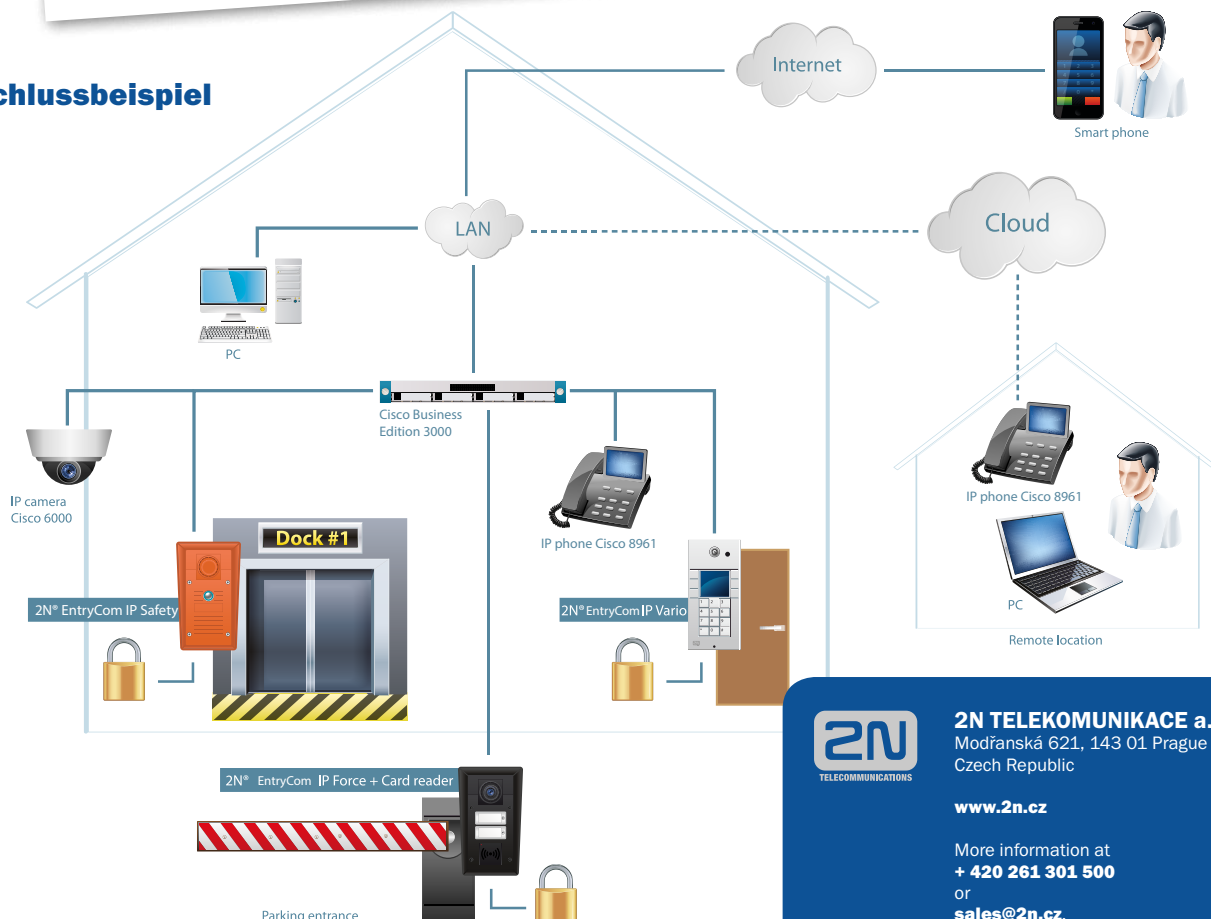 chlussbeispiel
Internet
Smart phone
LAN
Cloud
PC
Cisco Business
Edition 3000
IP camera
Cisco 6000
Dock #1
IP phone Cisco 8961
IP phone Cisco 8961
2N® EntryCom IP Safety
2N® EntryCom IP Vario
PC
Remote location
2N® EntryCom IP Force + Card reader
Parking entrance
2N
TELECOMMUNICATIONS
2N TELEKOMUNIKACE a.
Modřanská 621, 143 01 Prague
Czech Republic
www.2n.cz
More information at
+ 420 261 301 500
or
sales@2n.cz